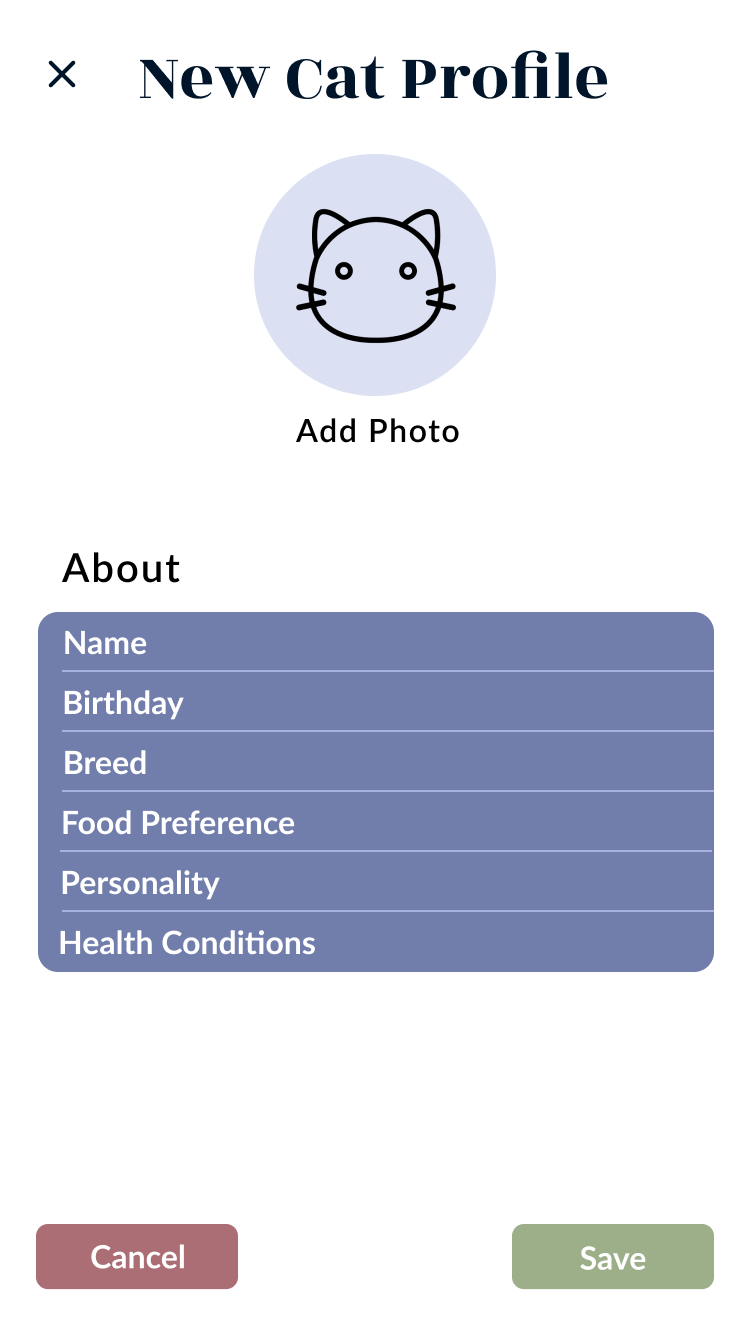 New Cat Profile
Add Photo
About
Name
Birthday
Breed
Food Preference
Personality
Health Conditions
Cancel
Save